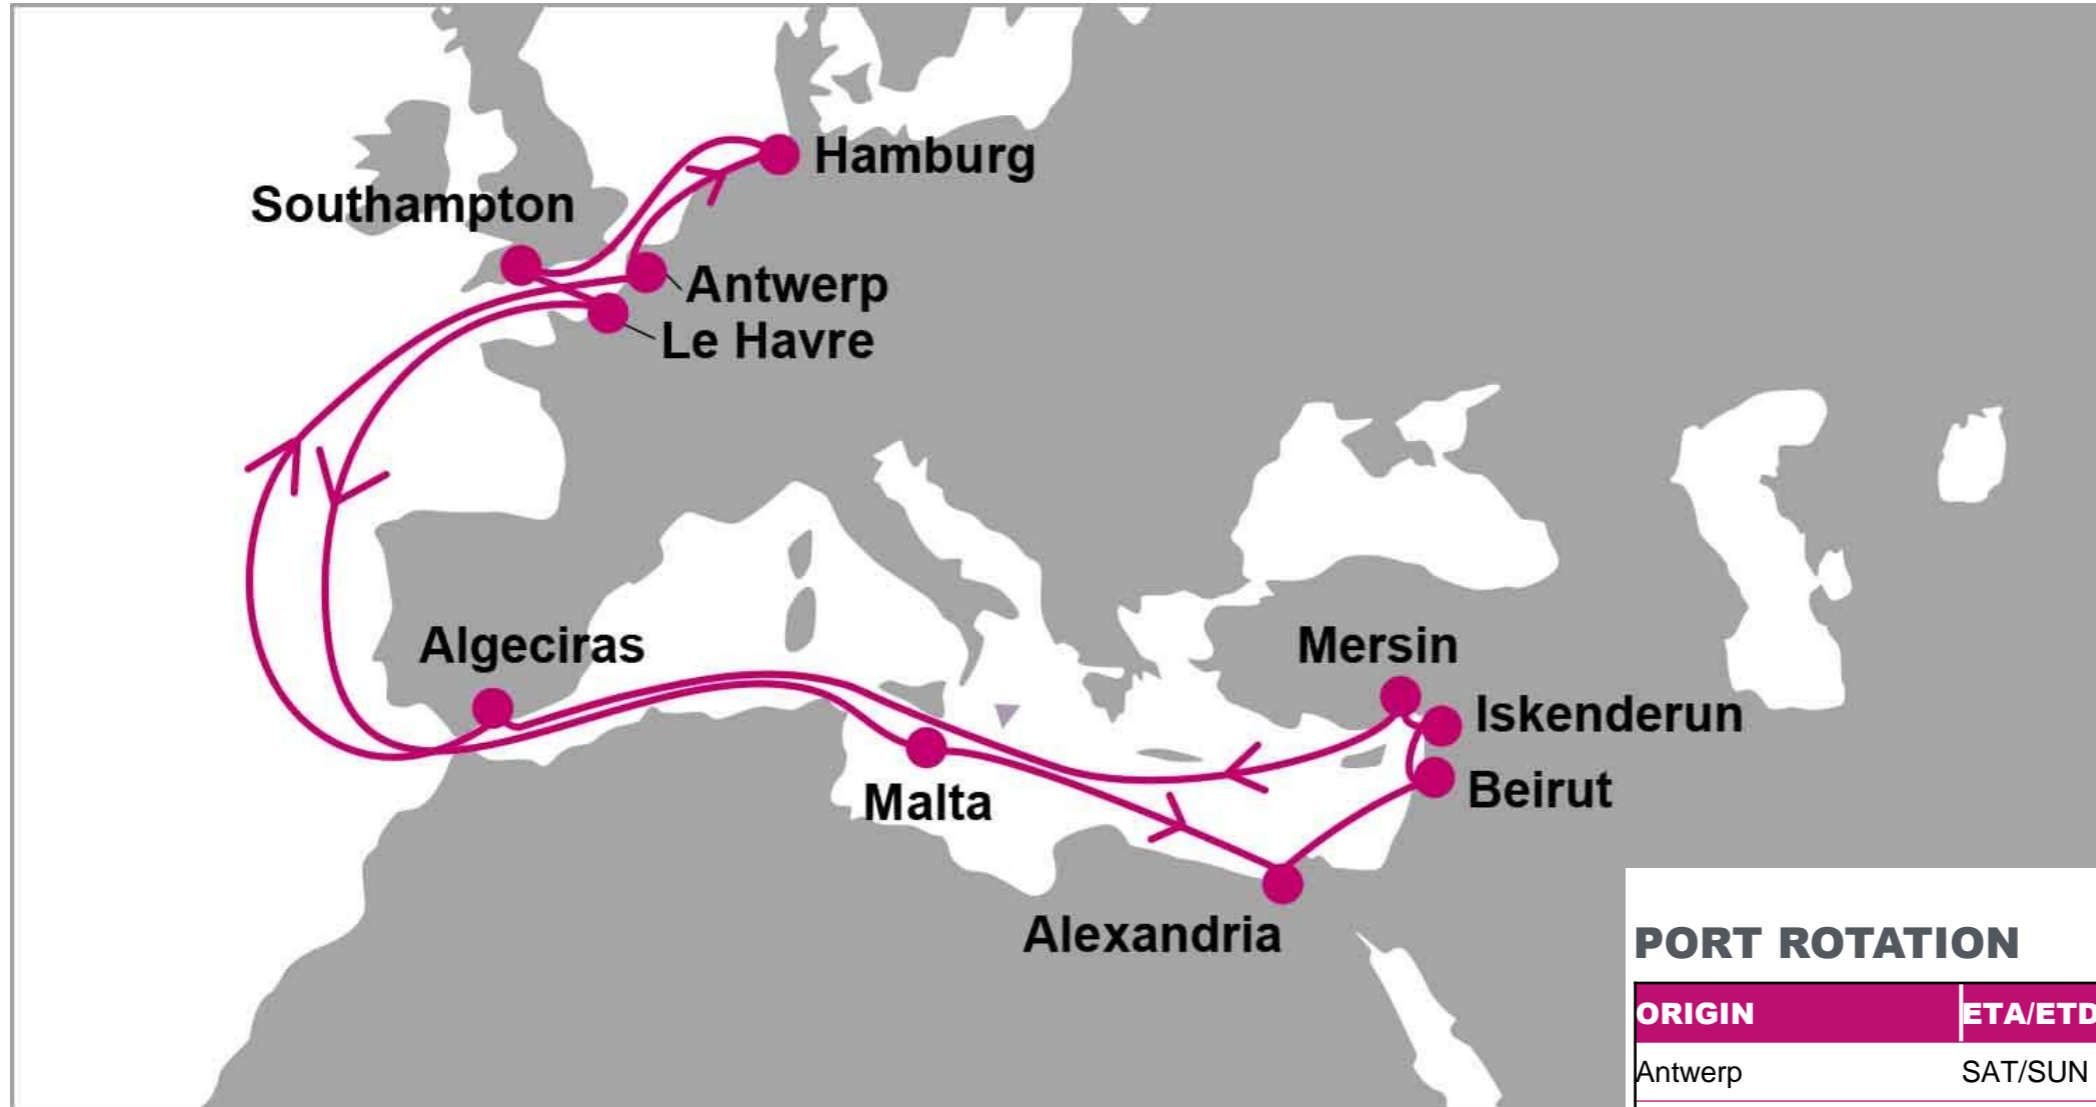 Hamburg
Southampton
Antwerp
Le Havre
Algeciras
Mersin
Iskenderun
Beirut
Malta
Alexandria
PORT ROTATION
ORIGIN ETA/ETD
Antwerp SAT/SUN